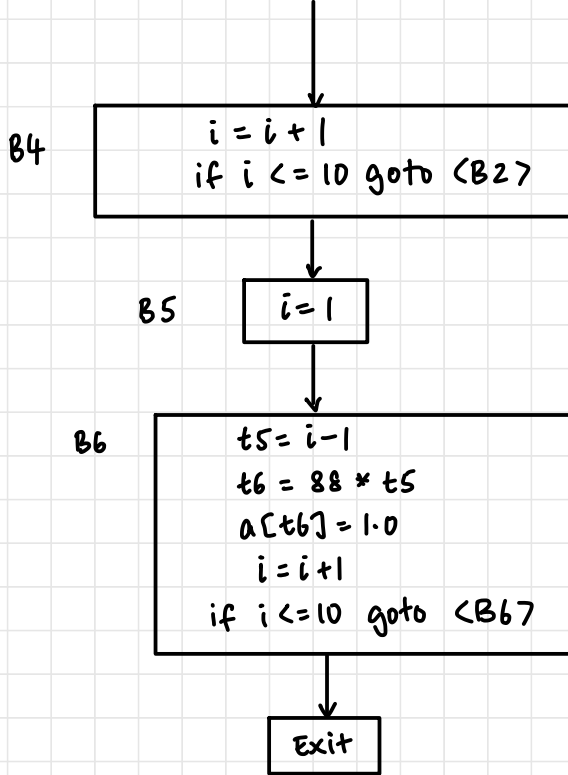 B4
i = i + 1
if i <= 10 goto <B2>
B5
i = 1
B6
t5 = i - 1
t6 = 88 * t5
a[t6] = 1.0
i = i + 1
if i <= 10 goto <B6>
Exit